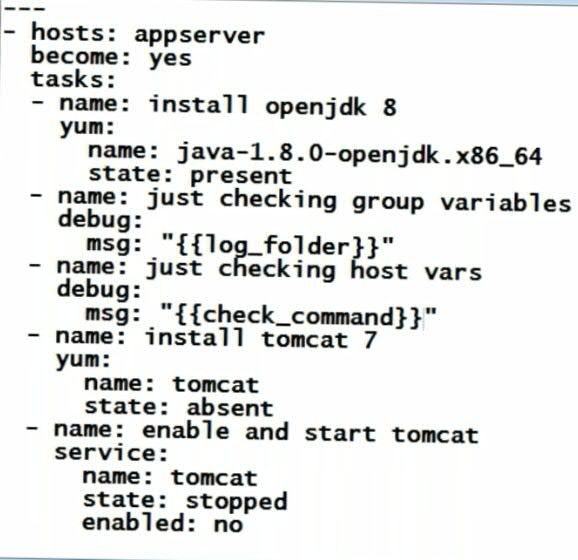 ---
- hosts: appserver
  become: yes
  tasks:
  - name: install openjdk 8
    yum:
      name: java-1.8.0-openjdk.x86_64
      state: present
  - name: just checking group variables
    debug:
      msg: "{{log_folder}}"
  - name: just checking host vars
    debug:
      msg: "{{check_command}}"
  - name: install tomcat 7
    yum:
      name: tomcat
      state: absent
  - name: enable and start tomcat
    service:
      name: tomcat
      state: stopped
      enabled: no